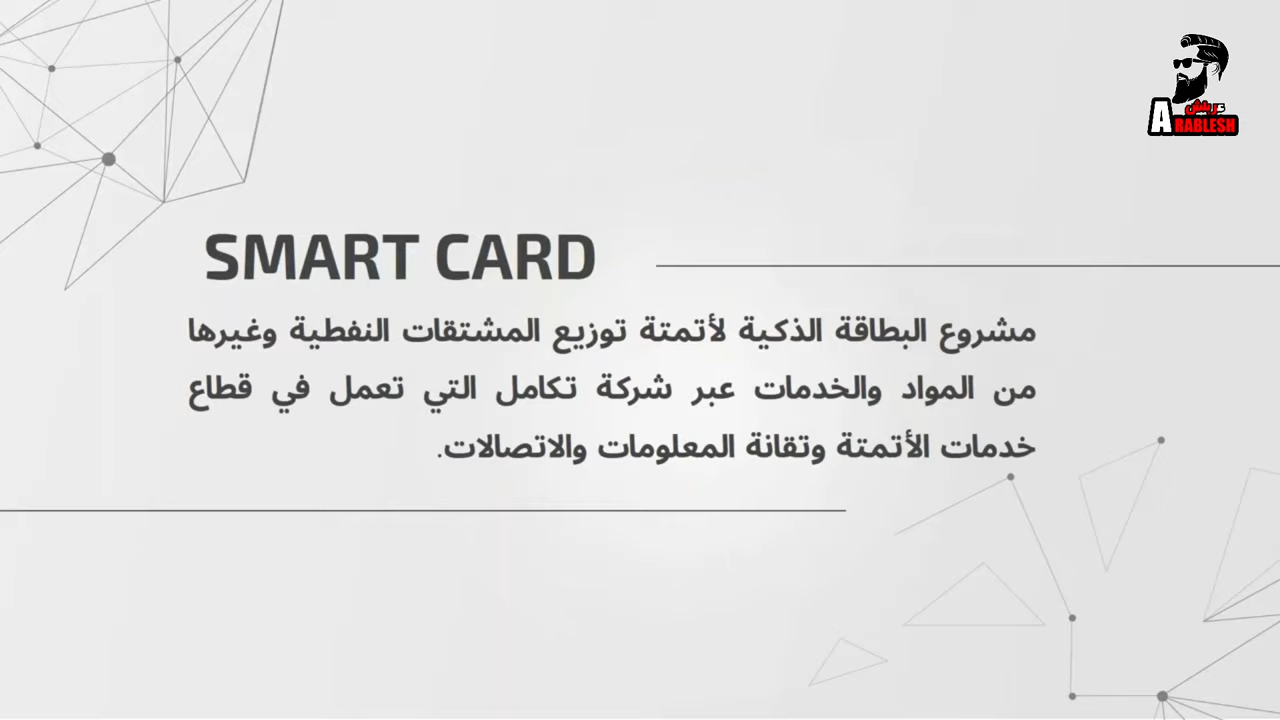 عربلش
ARABLESH
SMART CARD
مشروع البطاقة الذكية لأتمتة توزيع المشتقات النفطية وغيرها
من المواد والخدمات عبر شركة تكامل التي تعمل في قطاع
خدمات الأتمتة وتقانة المعلومات والاتصالات.